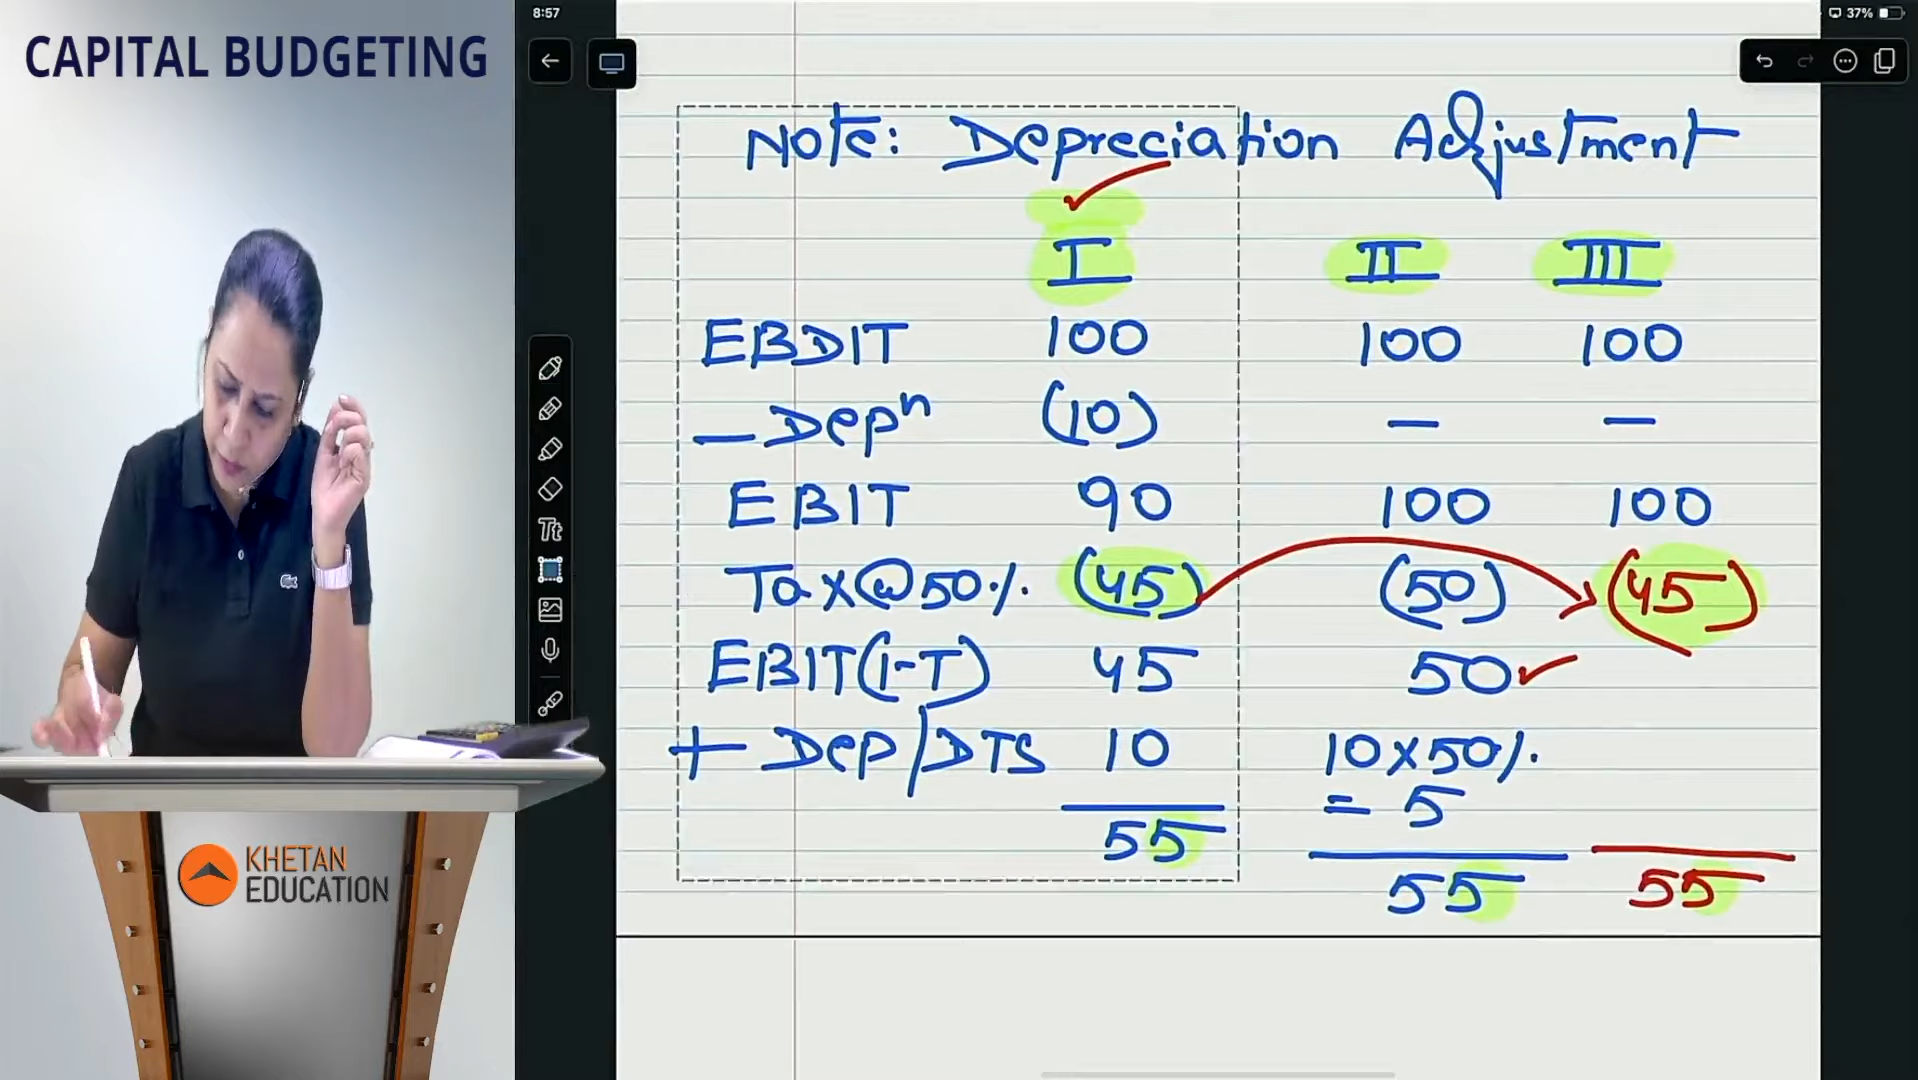 CAPITAL BUDGETING
8:57
37%
Note: Depreciation Adjustment
I II III
EBDIT 100 100 100
- Depⁿ (10) - -
EBIT 90 100 100
Tax@50% (45) (50) (45)
EBIT(1-T) 45 50
+ Dep/DTS 10 10x50%
= 5
55 55 55
Tt
KHETAN
EDUCATION